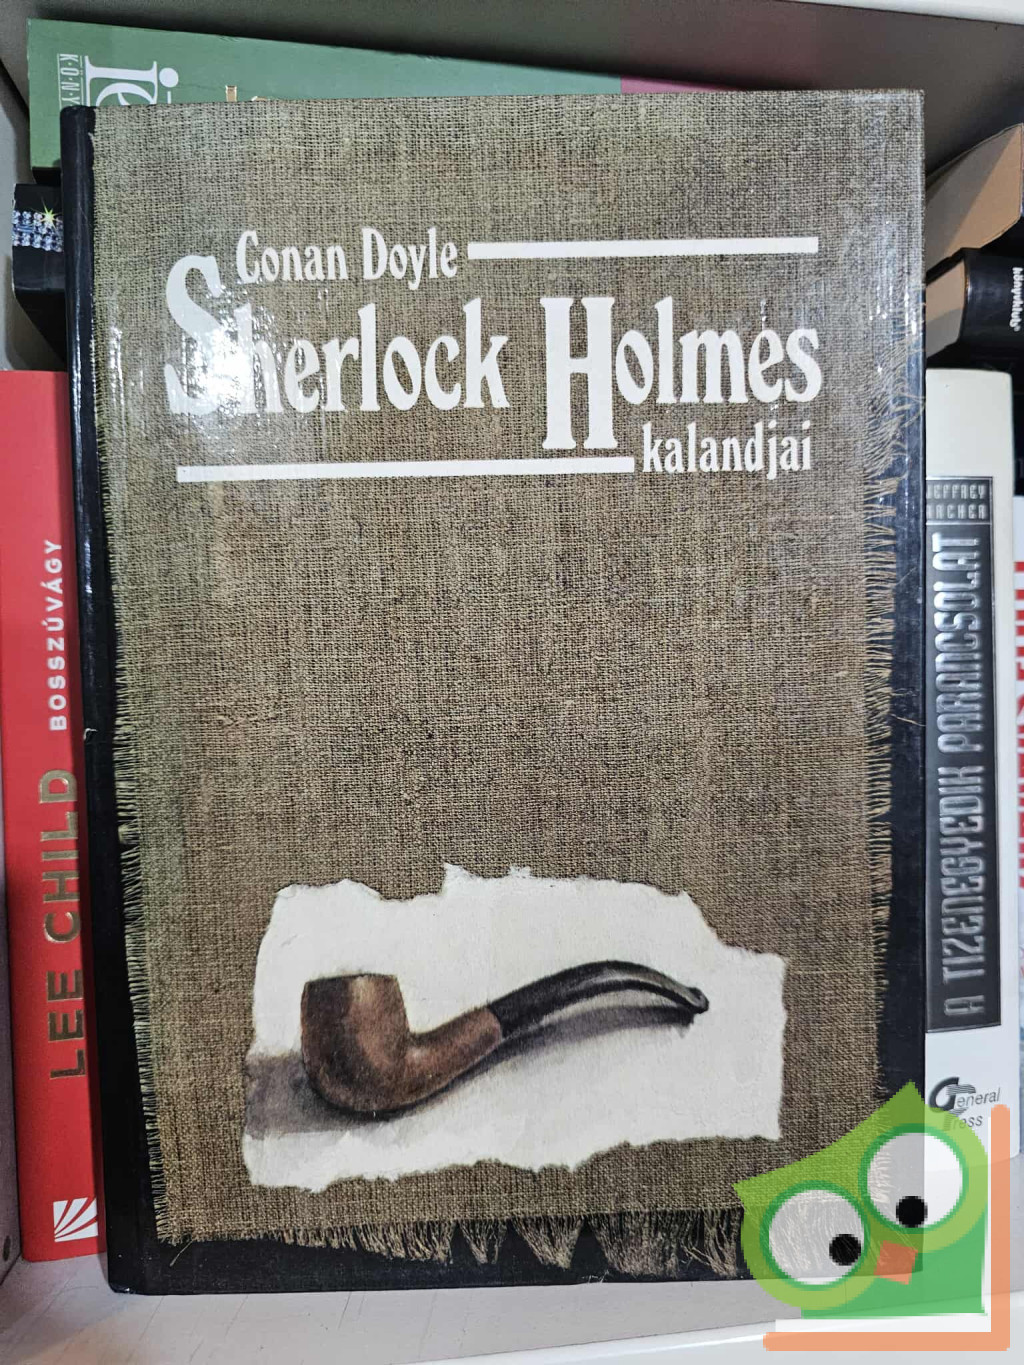 Conan Doyle
Sherlock Holmes
kalandjai
LEE CHILD BOSSZÚVÁGY
JEFFREY
ARCHER
A TIZENEGYEDIK PARANCSOLAT
General
Press